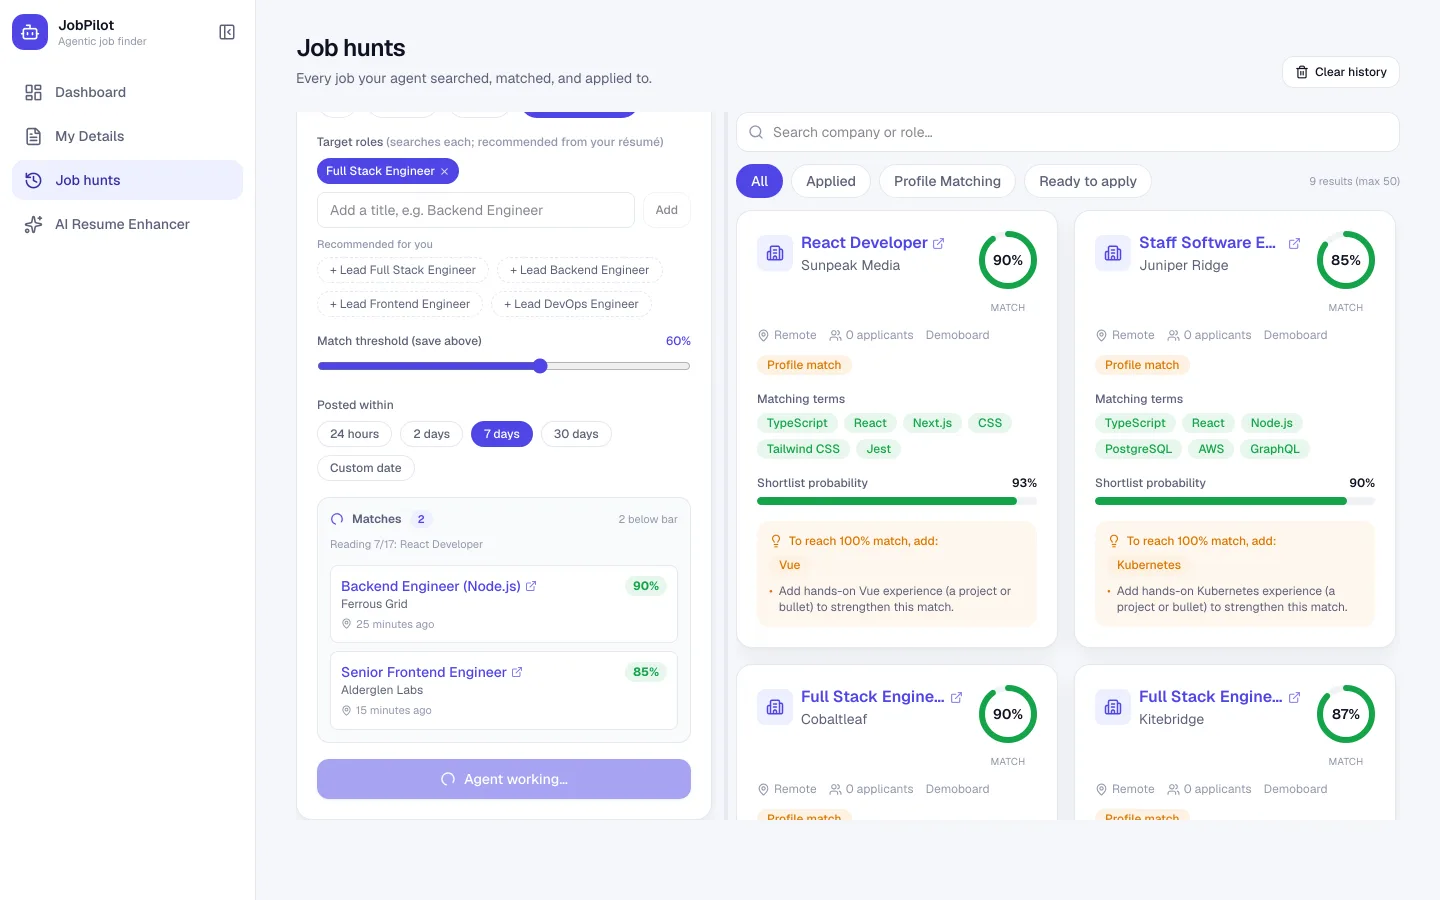 JobPilot
Agentic job finder
Dashboard
My Details
Job hunts
AI Resume Enhancer
Job hunts
Every job your agent searched, matched, and applied to.
Clear history
Target roles (searches each; recommended from your résumé)
Full Stack Engineer ×
Add a title, e.g. Backend Engineer
Add
Recommended for you
+ Lead Full Stack Engineer
+ Lead Backend Engineer
+ Lead Frontend Engineer
+ Lead DevOps Engineer
Match threshold (save above)
60%
Posted within
24 hours
2 days
7 days
30 days
Custom date
Matches 2
2 below bar
Reading 7/17: React Developer
Backend Engineer (Node.js)
90%
Ferrous Grid
25 minutes ago
Senior Frontend Engineer
85%
Alderglen Labs
15 minutes ago
Agent working...
Search company or role...
All
Applied
Profile Matching
Ready to apply
9 results (max 50)
React Developer
Sunpeak Media
90%
MATCH
Remote
0 applicants
Demoboard
Profile match
Matching terms
TypeScript
React
Next.js
CSS
Tailwind CSS
Jest
Shortlist probability
93%
To reach 100% match, add:
Vue
• Add hands-on Vue experience (a project or
bullet) to strengthen this match.
Staff Software E...
Juniper Ridge
85%
MATCH
Remote
0 applicants
Demoboard
Profile match
Matching terms
TypeScript
React
Node.js
PostgreSQL
AWS
GraphQL
Shortlist probability
90%
To reach 100% match, add:
Kubernetes
• Add hands-on Kubernetes experience (a
project or bullet) to strengthen this match.
Full Stack Engine...
Cobaltleaf
90%
MATCH
Remote
0 applicants
Demoboard
Profile match
Full Stack Engine...
Kitebridge
87%
MATCH
Remote
0 applicants
Demoboard
Profile match